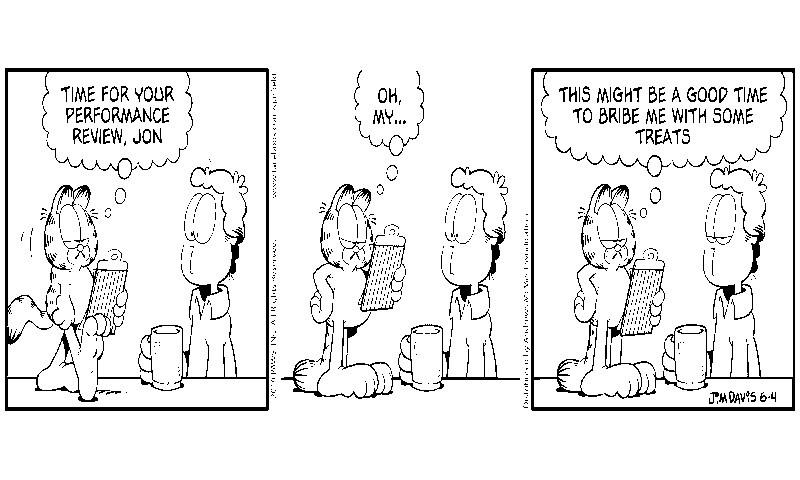 TIME FOR YOUR
PERFORMANCE
REVIEW, JON
OH,
MY...
THIS MIGHT BE A GOOD TIME
TO BRIBE ME WITH SOME
TREATS
JIM DAVIS 6-4